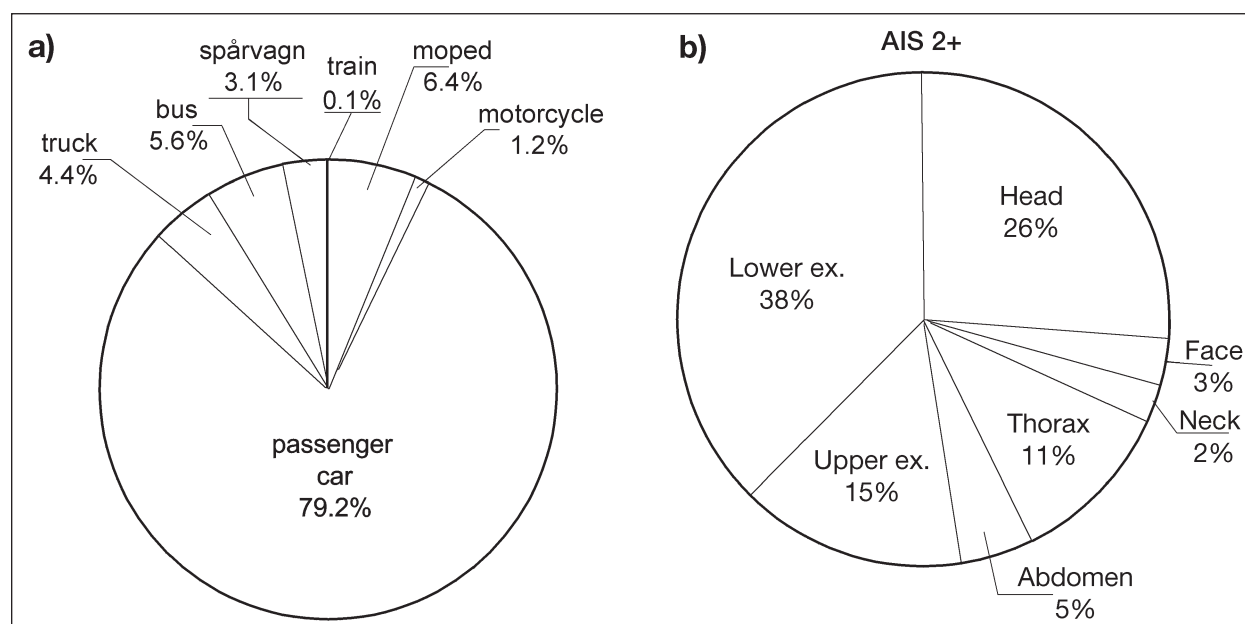 a)
spårvagn
3.1%
train
0.1%
moped
6.4%
bus
5.6%
motorcycle
1.2%
truck
4.4%
passenger
car
79.2%
b)
AIS 2+
Head
26%
Lower ex.
38%
Face
3%
Neck
2%
Thorax
11%
Upper ex.
15%
Abdomen
5%